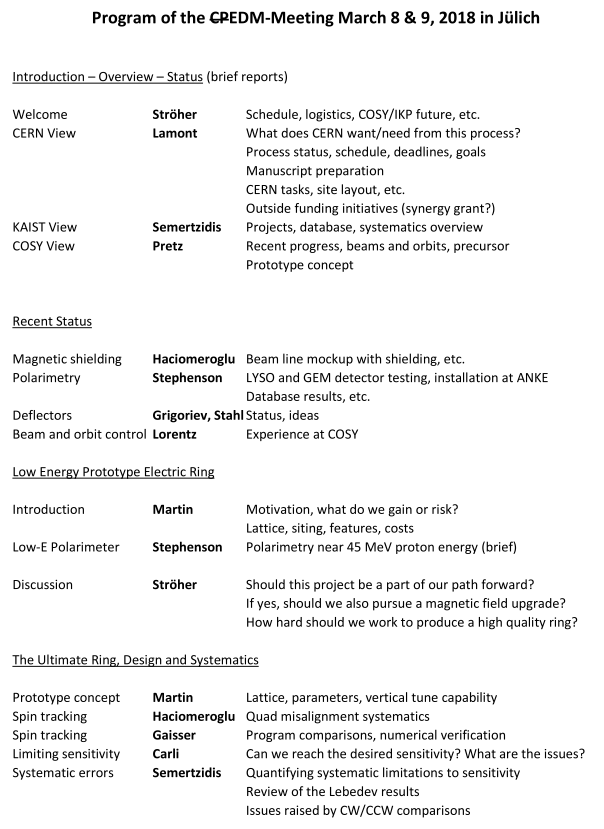 Program of the CPEDM-Meeting March 8 & 9, 2018 in Jülich
Introduction – Overview – Status (brief reports)
Welcome Ströher Schedule, logistics, COSY/IKP future, etc.
CERN View Lamont What does CERN want/need from this process?
Process status, schedule, deadlines, goals
Manuscript preparation
CERN tasks, site layout, etc.
Outside funding initiatives (synergy grant?)
KAIST View Semertzidis Projects, database, systematics overview
COSY View Pretz Recent progress, beams and orbits, precursor
Prototype concept
Recent Status
Magnetic shielding Haciomeroglu Beam line mockup with shielding, etc.
Polarimetry Stephenson LYSO and GEM detector testing, installation at ANKE
Database results, etc.
Deflectors Grigoriev, Stahl Status, ideas
Beam and orbit control Lorentz Experience at COSY
Low Energy Prototype Electric Ring
Introduction Martin Motivation, what do we gain or risk?
Lattice, siting, features, costs
Low-E Polarimeter Stephenson Polarimetry near 45 MeV proton energy (brief)
Discussion Ströher Should this project be a part of our path forward?
If yes, should we also pursue a magnetic field upgrade?
How hard should we work to produce a high quality ring?
The Ultimate Ring, Design and Systematics
Prototype concept Martin Lattice, parameters, vertical tune capability
Spin tracking Haciomeroglu Quad misalignment systematics
Spin tracking Gaisser Program comparisons, numerical verification
Limiting sensitivity Carli Can we reach the desired sensitivity? What are the issues?
Systematic errors Semertzidis Quantifying systematic limitations to sensitivity
Review of the Lebedev results
Issues raised by CW/CCW comparisons